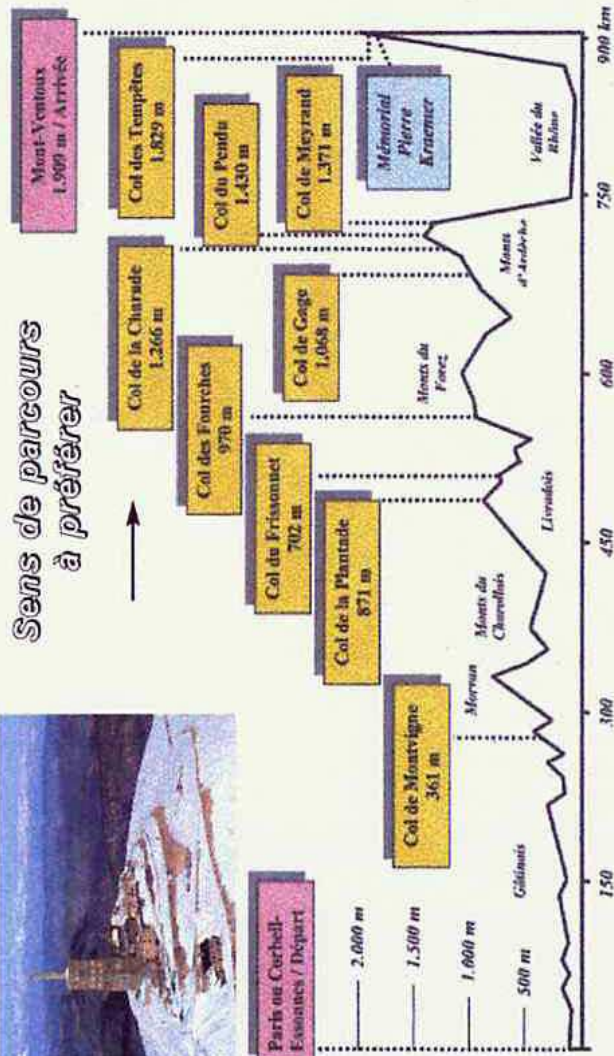 Sens de parcours
à préférer
Paris ou Corbeil-
Essonnes / Départ
Col de Montvigne
361 m
Col de la Plantade
871 m
Col du Frissonnet
702 m
Col des Fourches
970 m
Col de la Charade
1.266 m
Col de Gage
1.068 m
Col du Pendu
1.430 m
Col de Meyrand
1.371 m
Col des Tempêtes
1.829 m
Mont-Ventoux
1.909 m / Arrivée
Mémorial
Pierre
Kraemer
2.000 m
1.500 m
1.000 m
500 m
Gâtinais
Morvan
Monts du
Charollais
Livradois
Monts du
Forez
Monts
d'Ardèche
Vallée du
Rhône
150
300
450
600
750
900 km